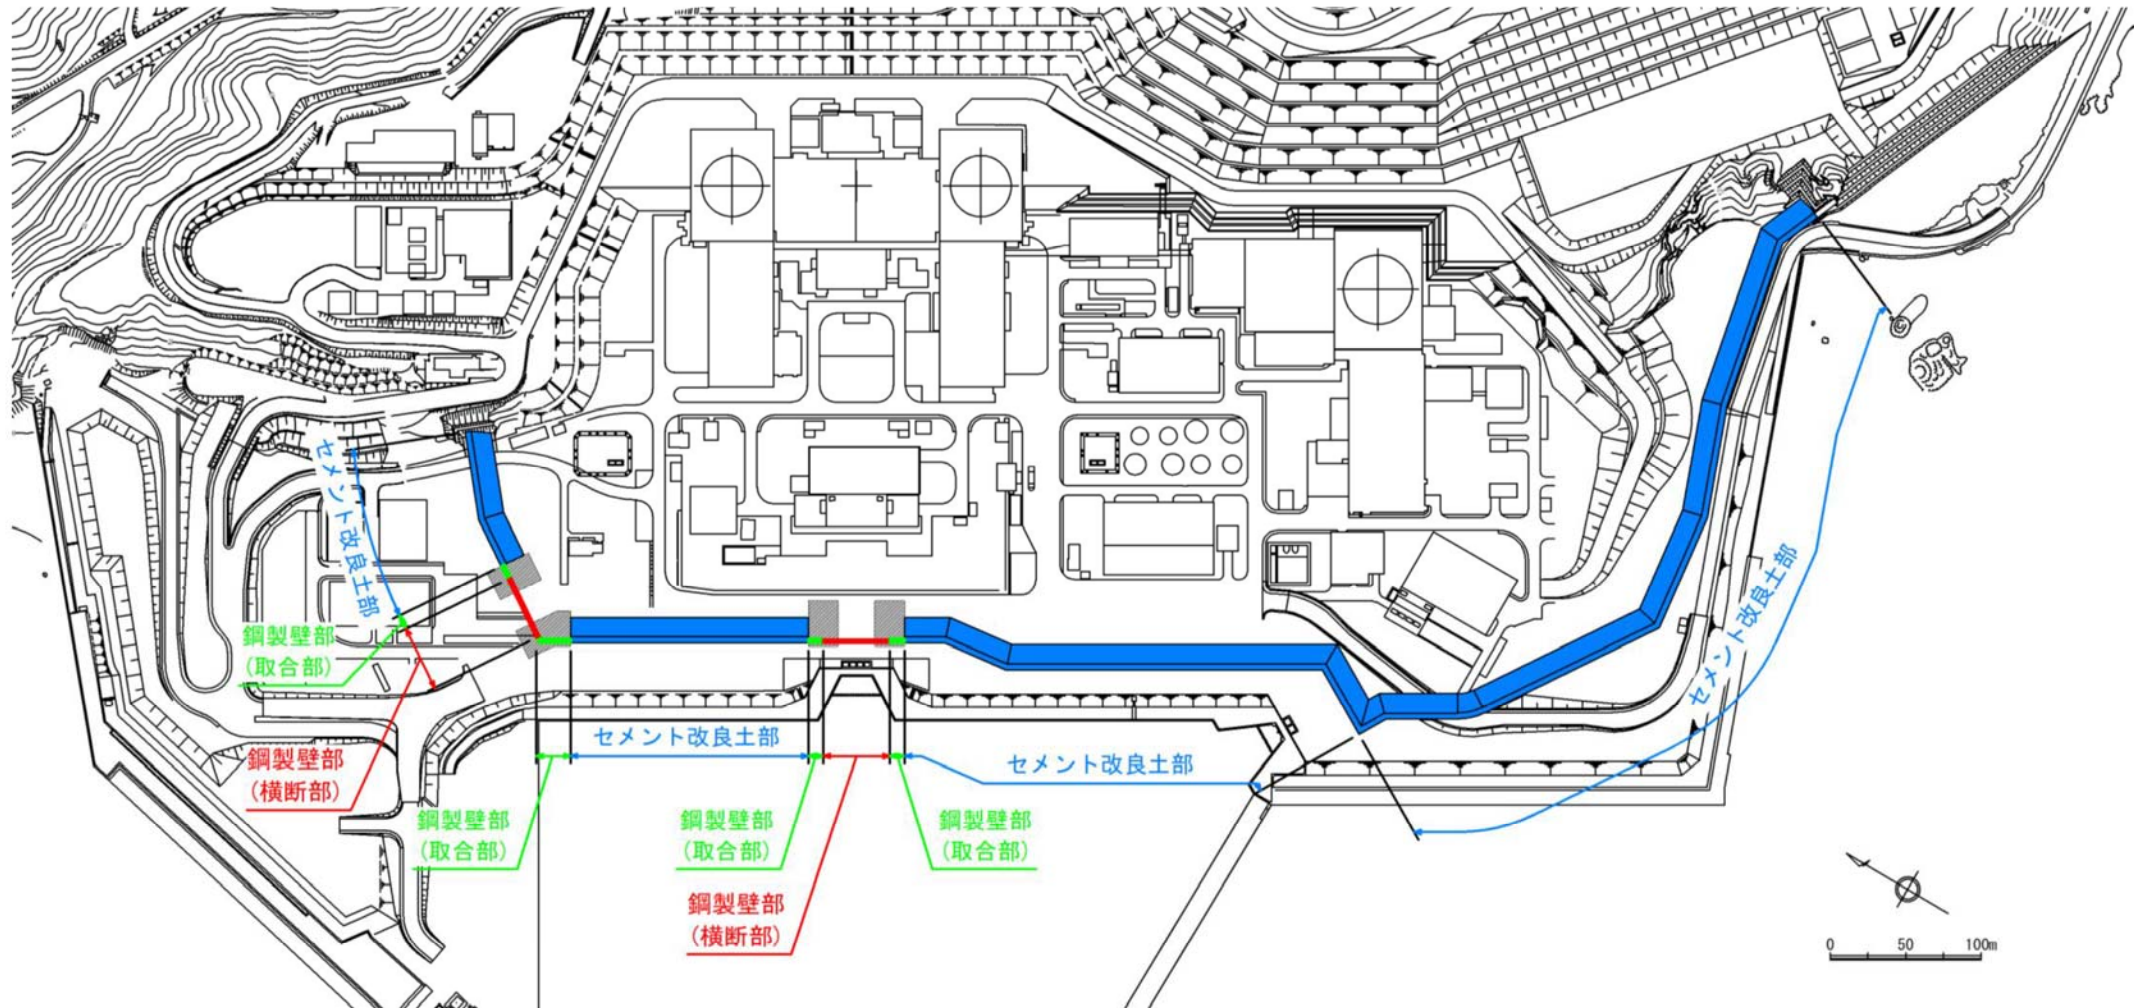 セメント改良土部
鋼製壁部
(取合部)
鋼製壁部
(横断部)
セメント改良土部
鋼製壁部
(取合部)
鋼製壁部
(取合部)
鋼製壁部
(横断部)
鋼製壁部
(取合部)
セメント改良土部
セメント改良土部
0 50 100m